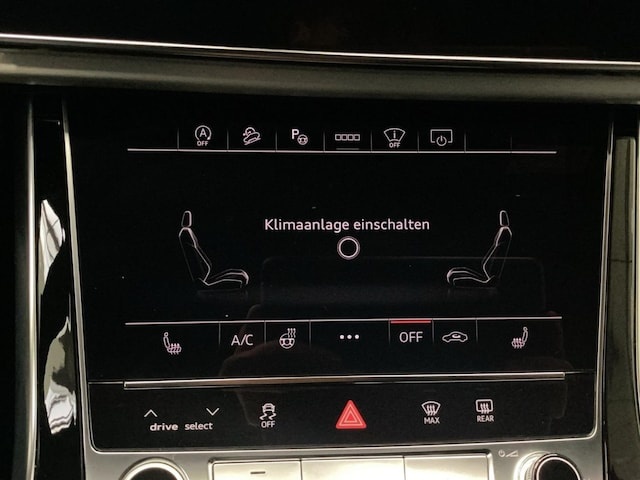 A
OFF
P
OFF
Klimaanlage einschalten
A/C
OFF
drive select
OFF
MAX
REAR